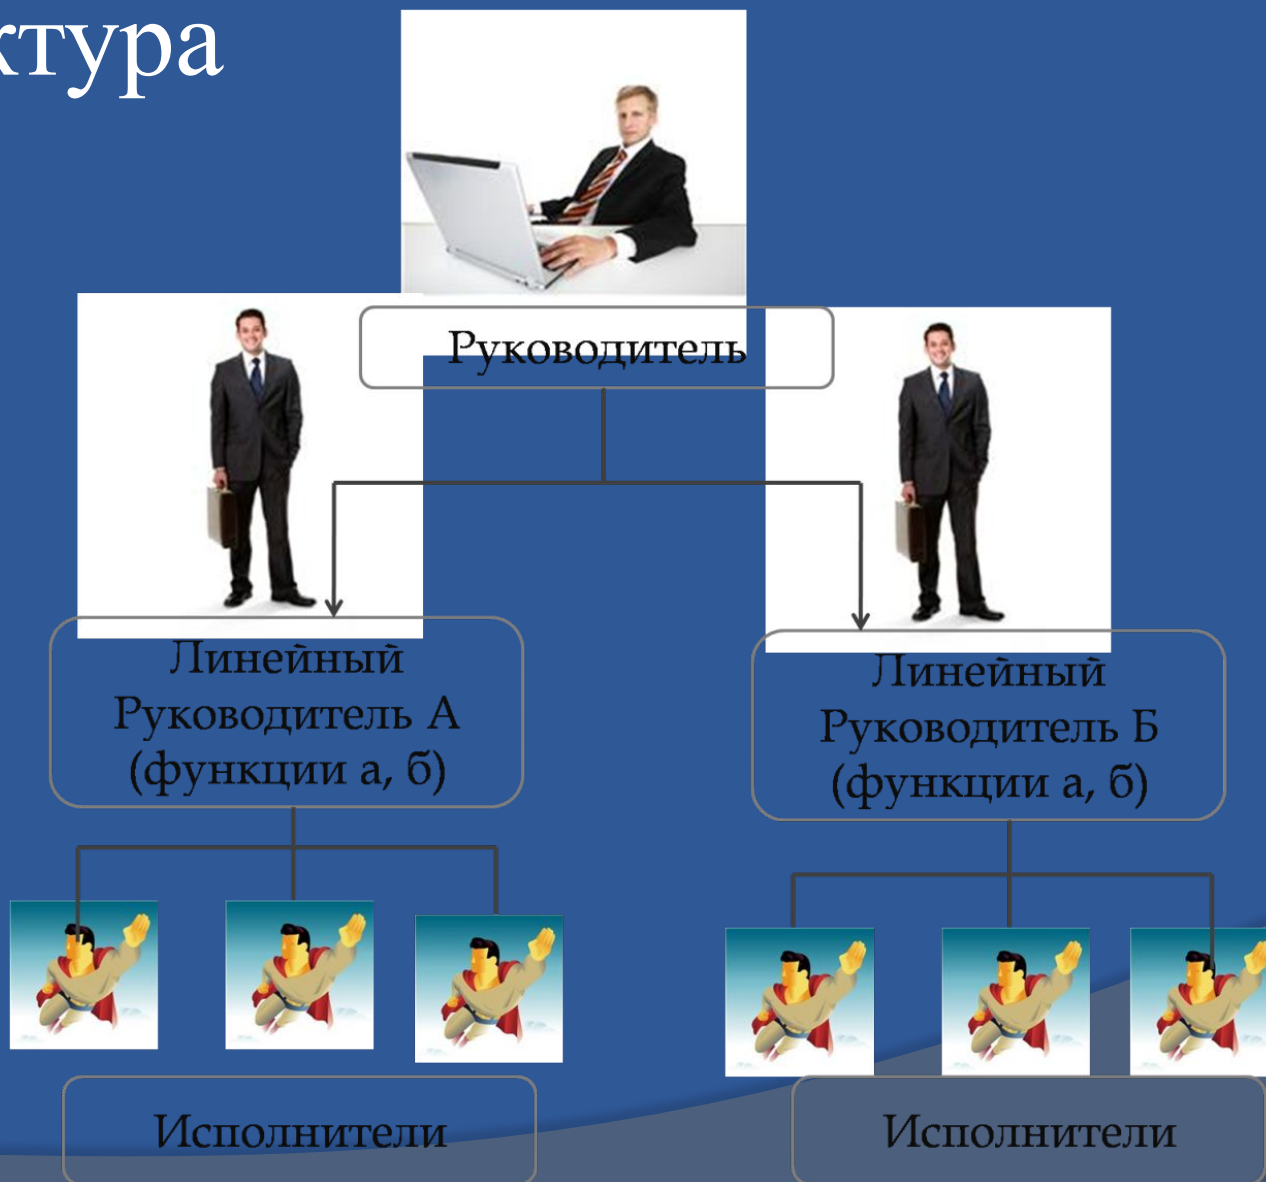 ктура
Руководитель
Линейный
Руководитель А
(функции а, б)
Линейный
Руководитель Б
(функции а, б)
Исполнители
Исполнители